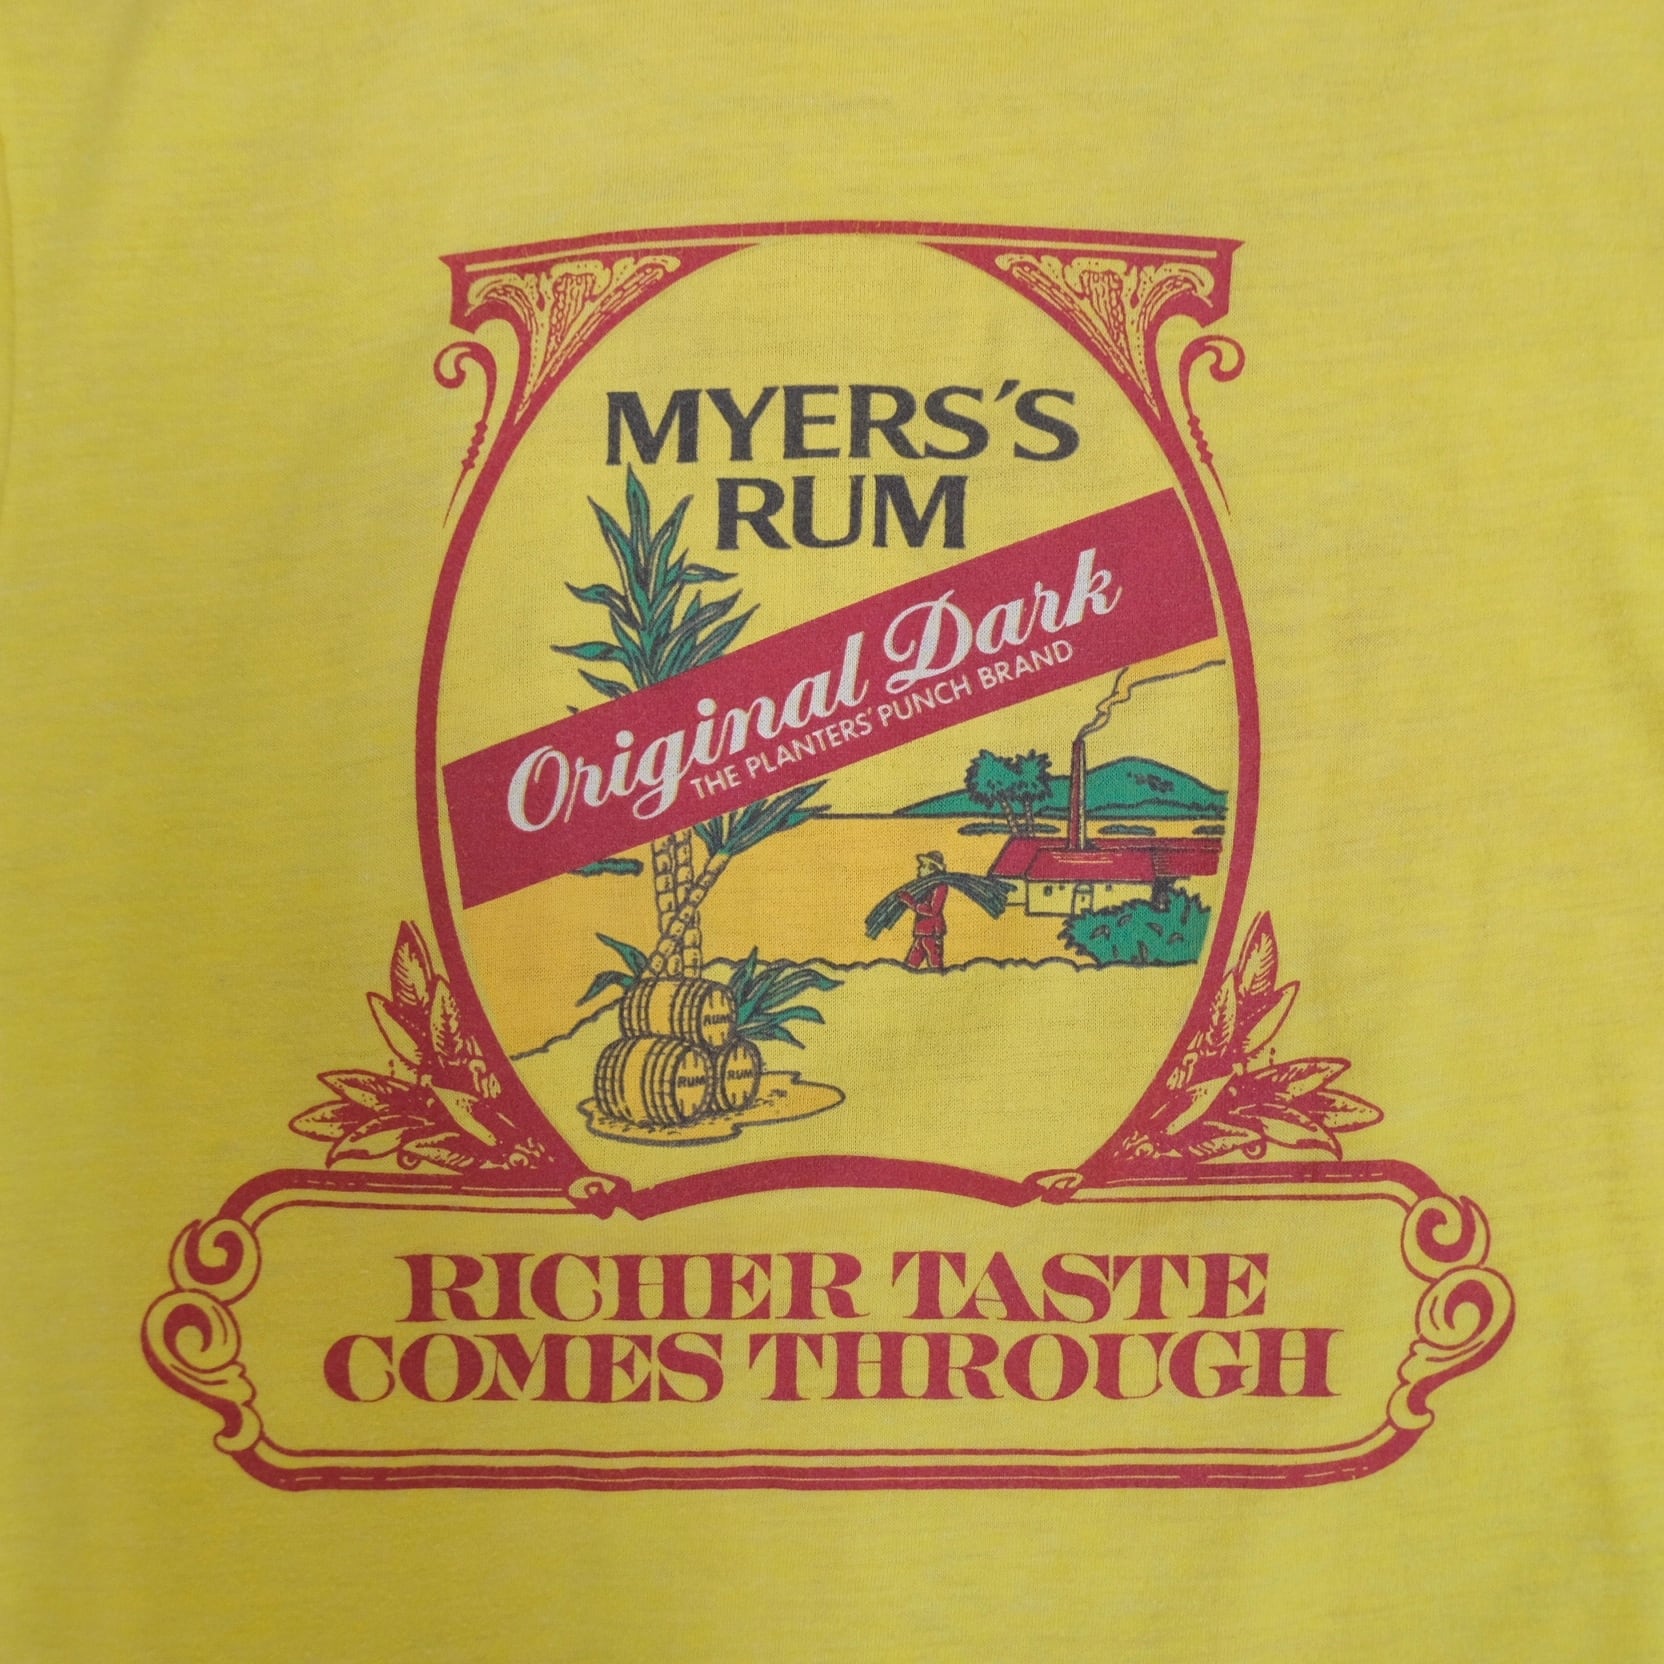 MYERS'S
RUM
Original Dark
THE PLANTERS' PUNCH BRAND
RUM
RUM
RUM
RICHER TASTE
COMES THROUGH